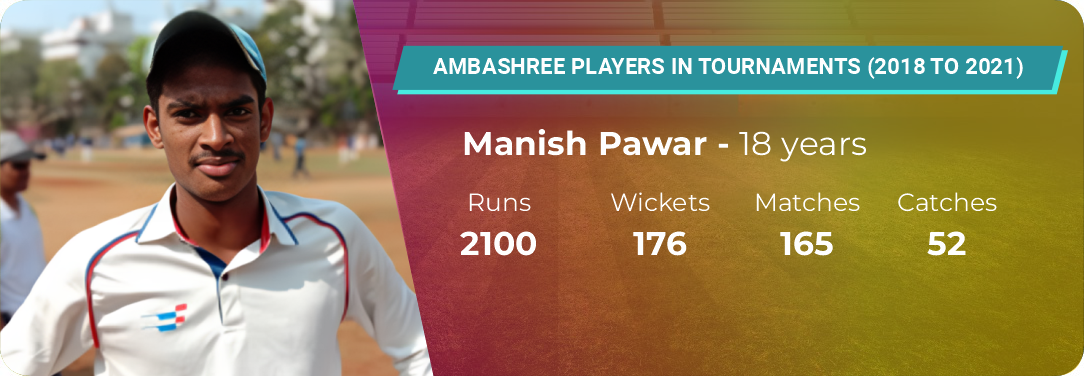 AMBASHREE PLAYERS IN TOURNAMENTS (2018 TO 2021)
Manish Pawar - 18 years
Runs Wickets Matches Catches
2100 176 165 52